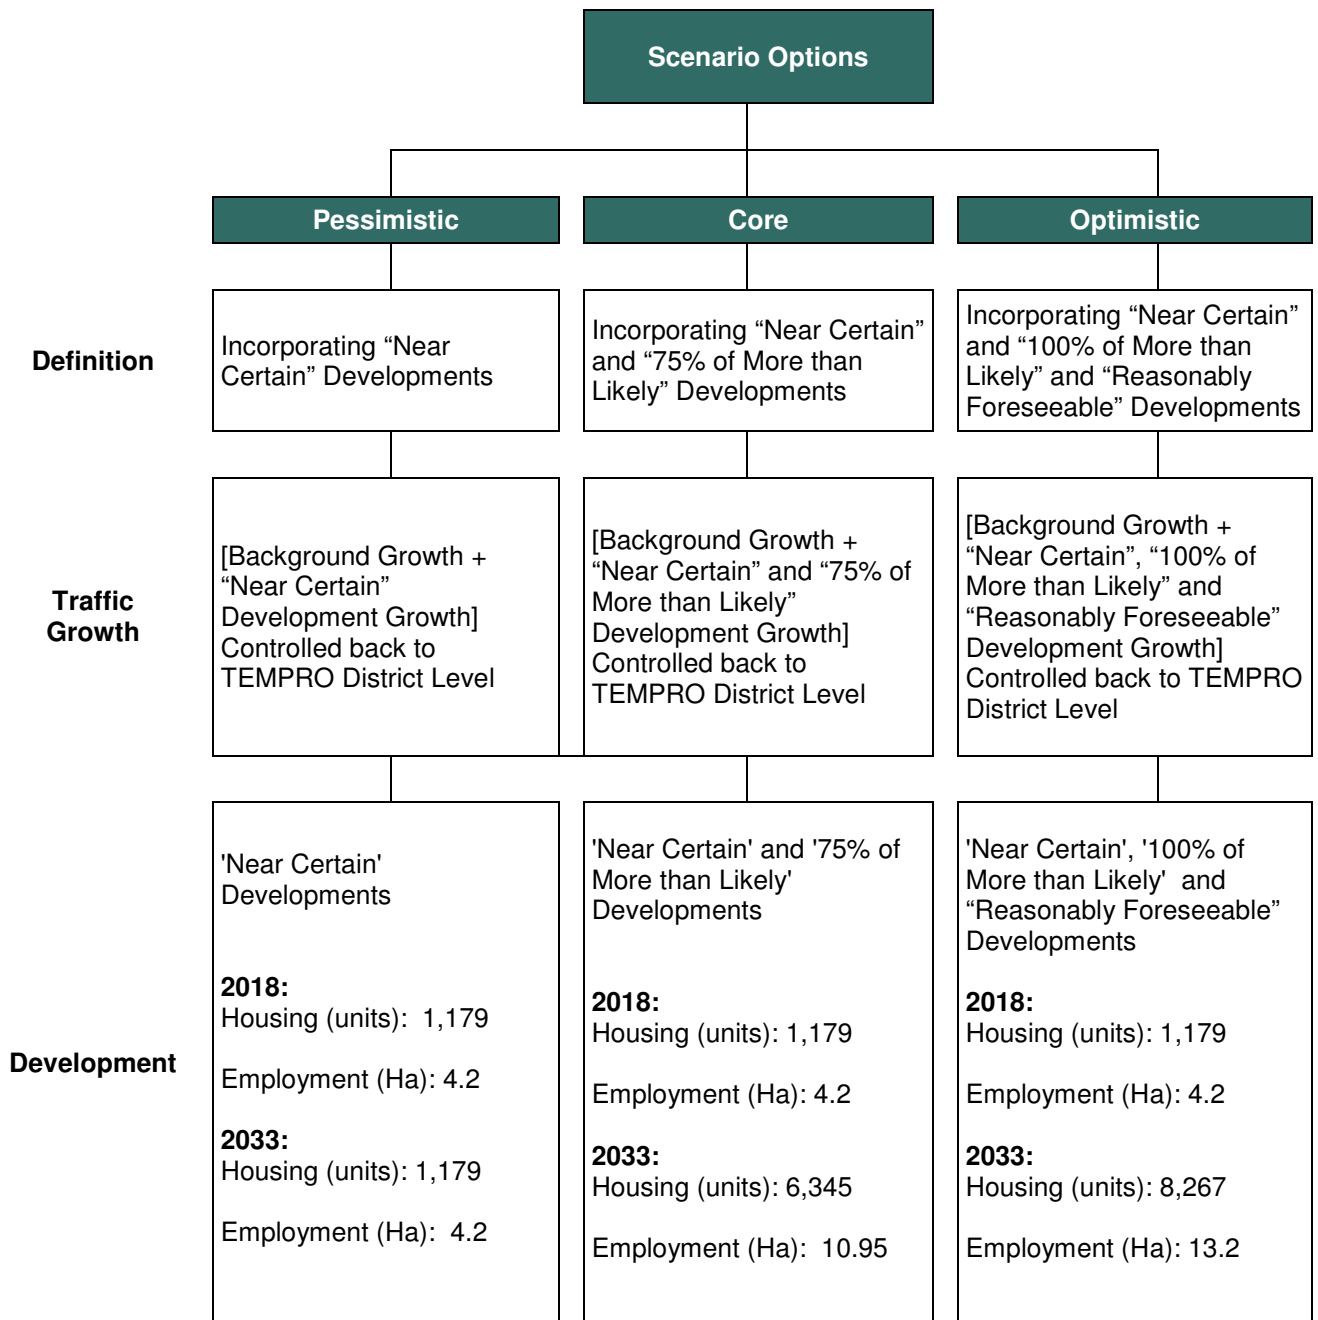 Scenario Options
Pessimistic
Core
Optimistic
Definition
Incorporating “Near
Certain” Developments
Incorporating “Near Certain”
and “75% of More than
Likely” Developments
Incorporating “Near Certain”
and “100% of More than
Likely” and “Reasonably
Foreseeable” Developments
Traffic
Growth
[Background Growth +
“Near Certain”
Development Growth]
Controlled back to
TEMPRO District Level
[Background Growth +
“Near Certain” and “75% of
More than Likely”
Development Growth]
Controlled back to
TEMPRO District Level
[Background Growth +
“Near Certain”, “100% of
More than Likely” and
“Reasonably Foreseeable”
Development Growth]
Controlled back to TEMPRO
District Level
Development
'Near Certain'
Developments
2018:
Housing (units):  1,179
Employment (Ha): 4.2
2033:
Housing (units): 1,179
Employment (Ha):  4.2
'Near Certain' and '75% of
More than Likely'
Developments
2018:
Housing (units): 1,179
Employment (Ha): 4.2
2033:
Housing (units): 6,345
Employment (Ha):  10.95
'Near Certain', '100% of
More than Likely'  and
“Reasonably Foreseeable”
Developments
2018:
Housing (units): 1,179
Employment (Ha): 4.2
2033:
Housing (units): 8,267
Employment (Ha): 13.2